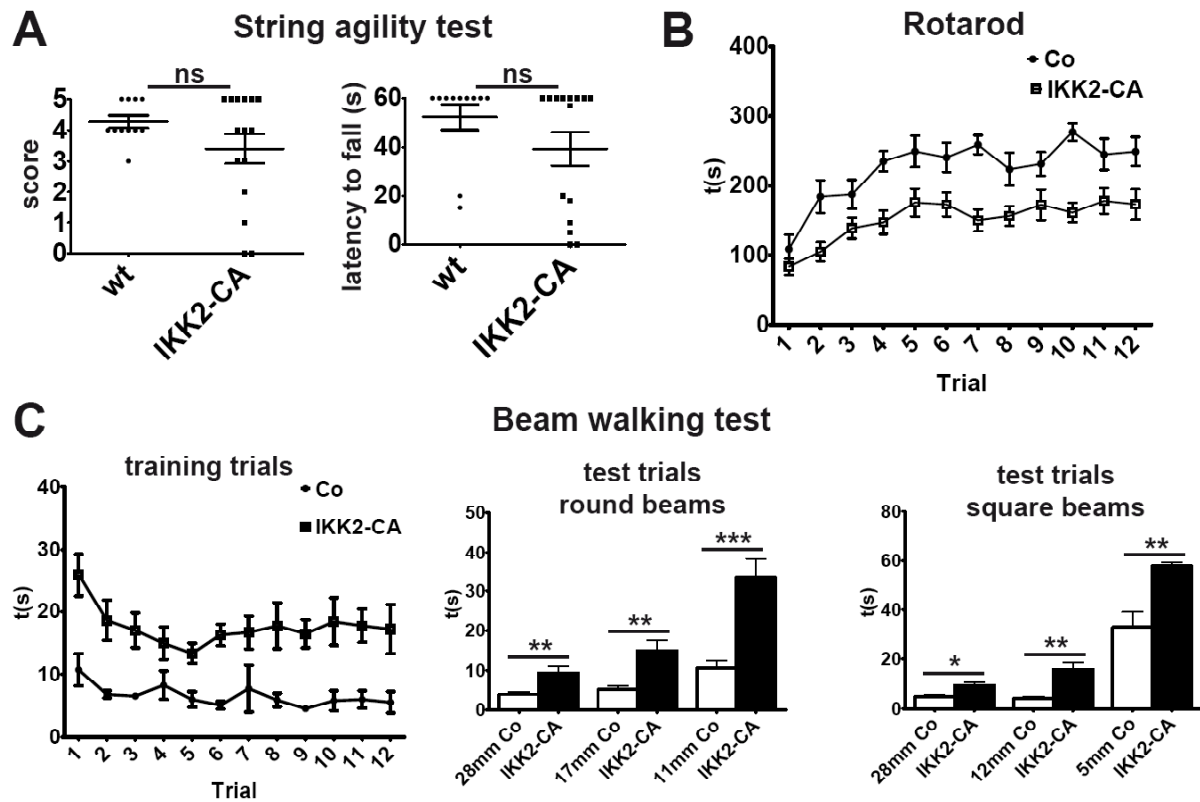 A
String agility test
ns
5
4
3
2
1
0
score
wt
IKK2-CA
ns
60
40
20
0
latency to fall (s)
wt
IKK2-CA
B
Rotarod
Co
IKK2-CA
400
300
200
100
0
t(s)
1 2 3 4 5 6 7 8 9 10 11 12
Trial
C
Beam walking test
training trials
Co
IKK2-CA
40
30
20
10
0
t(s)
1 2 3 4 5 6 7 8 9 10 11 12
Trial
test trials
round beams
50
40
30
20
10
0
t(s)
** ** ***
28mm Co IKK2-CA 17mm Co IKK2-CA 11mm Co IKK2-CA
test trials
square beams
80
60
40
20
0
t(s)
* ** **
28mm Co IKK2-CA 12mm Co IKK2-CA 5mm Co IKK2-CA